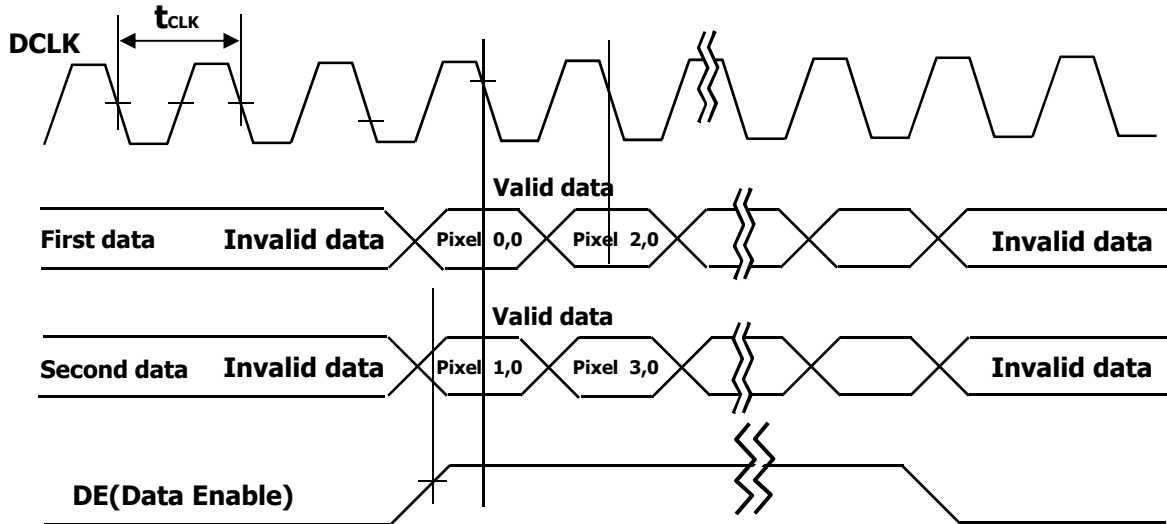 tCLK
DCLK
Valid data
First data Invalid data Pixel 0,0 Pixel 2,0 Invalid data
Valid data
Second data Invalid data Pixel 1,0 Pixel 3,0 Invalid data
DE(Data Enable)